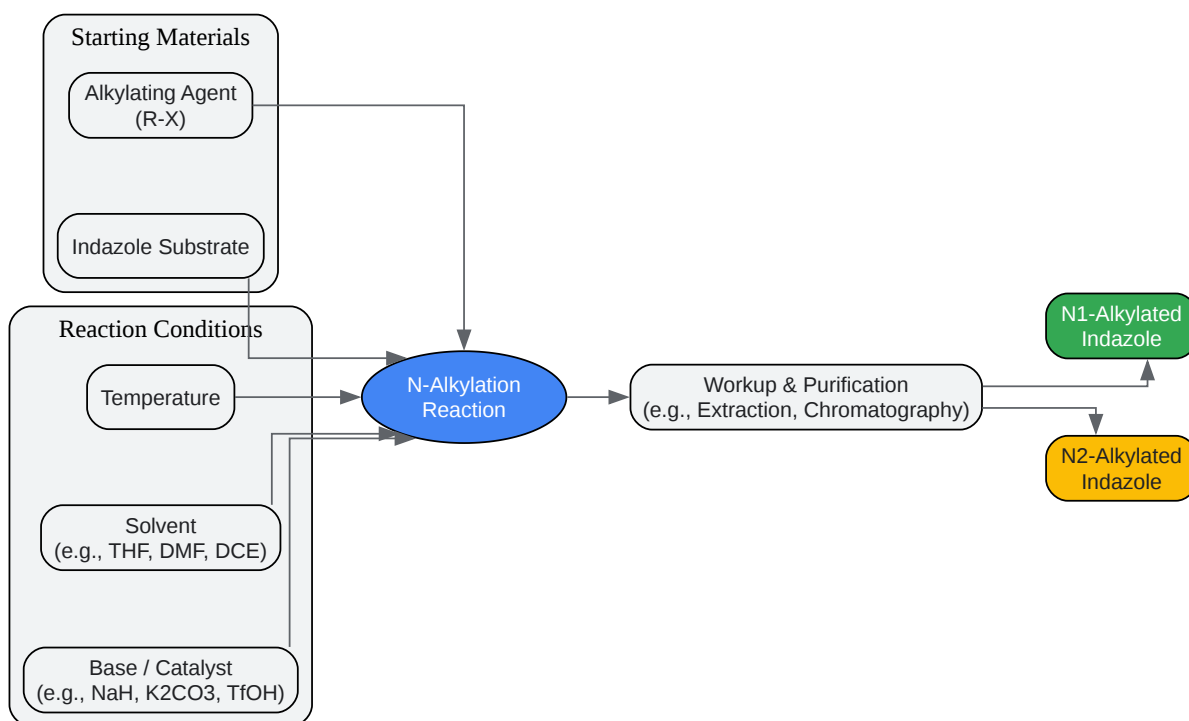 Starting Materials
Alkylating Agent
(R-X)
Indazole Substrate
Reaction Conditions
Temperature
Solvent
(e.g., THF, DMF, DCE)
Base / Catalyst
(e.g., NaH, K2CO3, TfOH)
N-Alkylation
Reaction
Workup & Purification
(e.g., Extraction, Chromatography)
N1-Alkylated
Indazole
N2-Alkylated
Indazole